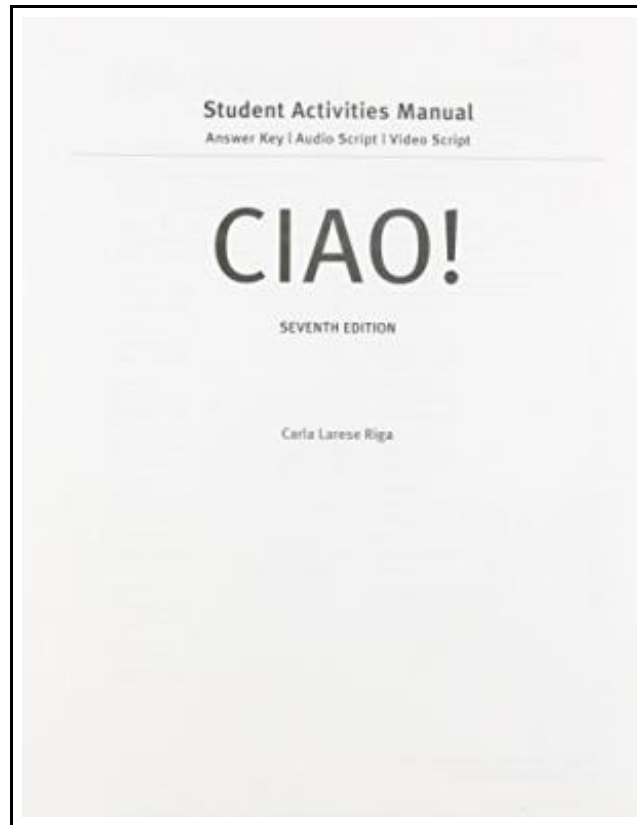 Student Activities Manual
Answer Key | Audio Script | Video Script
CIAO!
SEVENTH EDITION
Carla Larese Riga